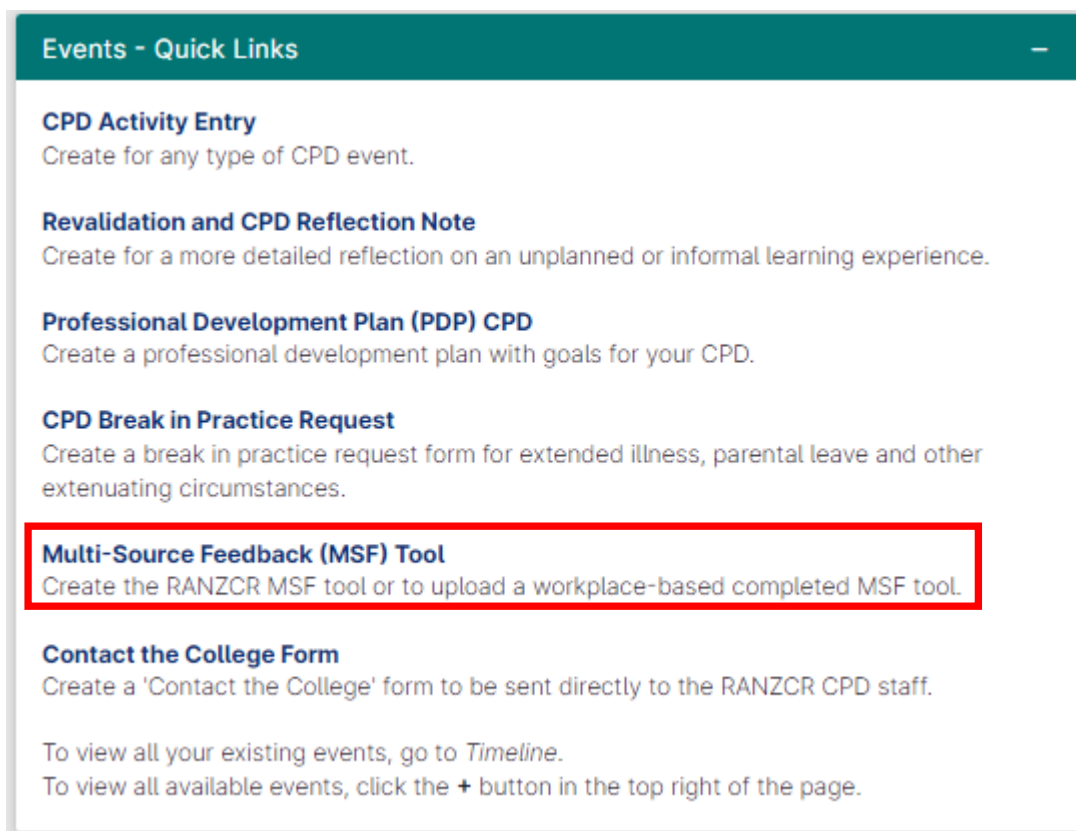 Events - Quick Links
CPD Activity Entry
Create for any type of CPD event.
Revalidation and CPD Reflection Note
Create for a more detailed reflection on an unplanned or informal learning experience.
Professional Development Plan (PDP) CPD
Create a professional development plan with goals for your CPD.
CPD Break in Practice Request
Create a break in practice request form for extended illness, parental leave and other
extenuating circumstances.
Multi-Source Feedback (MSF) Tool
Create the RANZCR MSF tool or to upload a workplace-based completed MSF tool.
Contact the College Form
Create a 'Contact the College' form to be sent directly to the RANZCR CPD staff.
To view all your existing events, go to Timeline.
To view all available events, click the + button in the top right of the page.